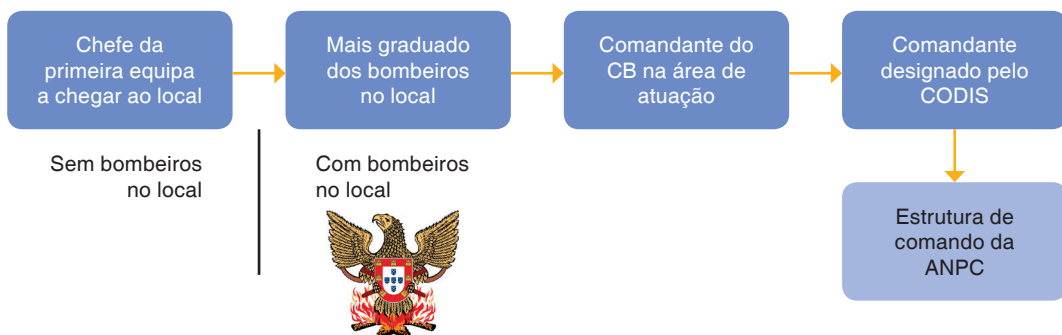 Chefe da
primeira equipa
a chegar ao local
Mais graduado
dos bombeiros
no local
Comandante do
CB na área de
atuação
Comandante
designado pelo
CODIS
Sem bombeiros
no local
Com bombeiros
no local
Estrutura de
comando da
ANPC